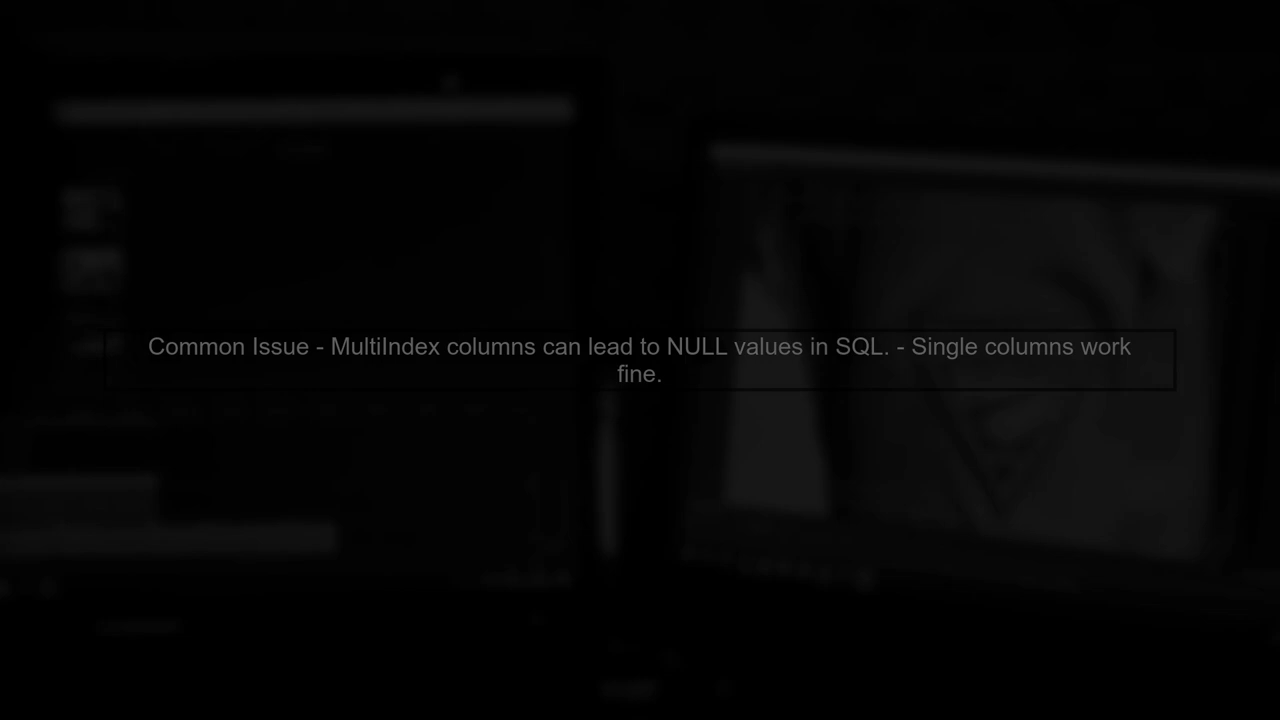 Common Issue - MultiIndex columns can lead to NULL values in SQL. - Single columns work
fine.